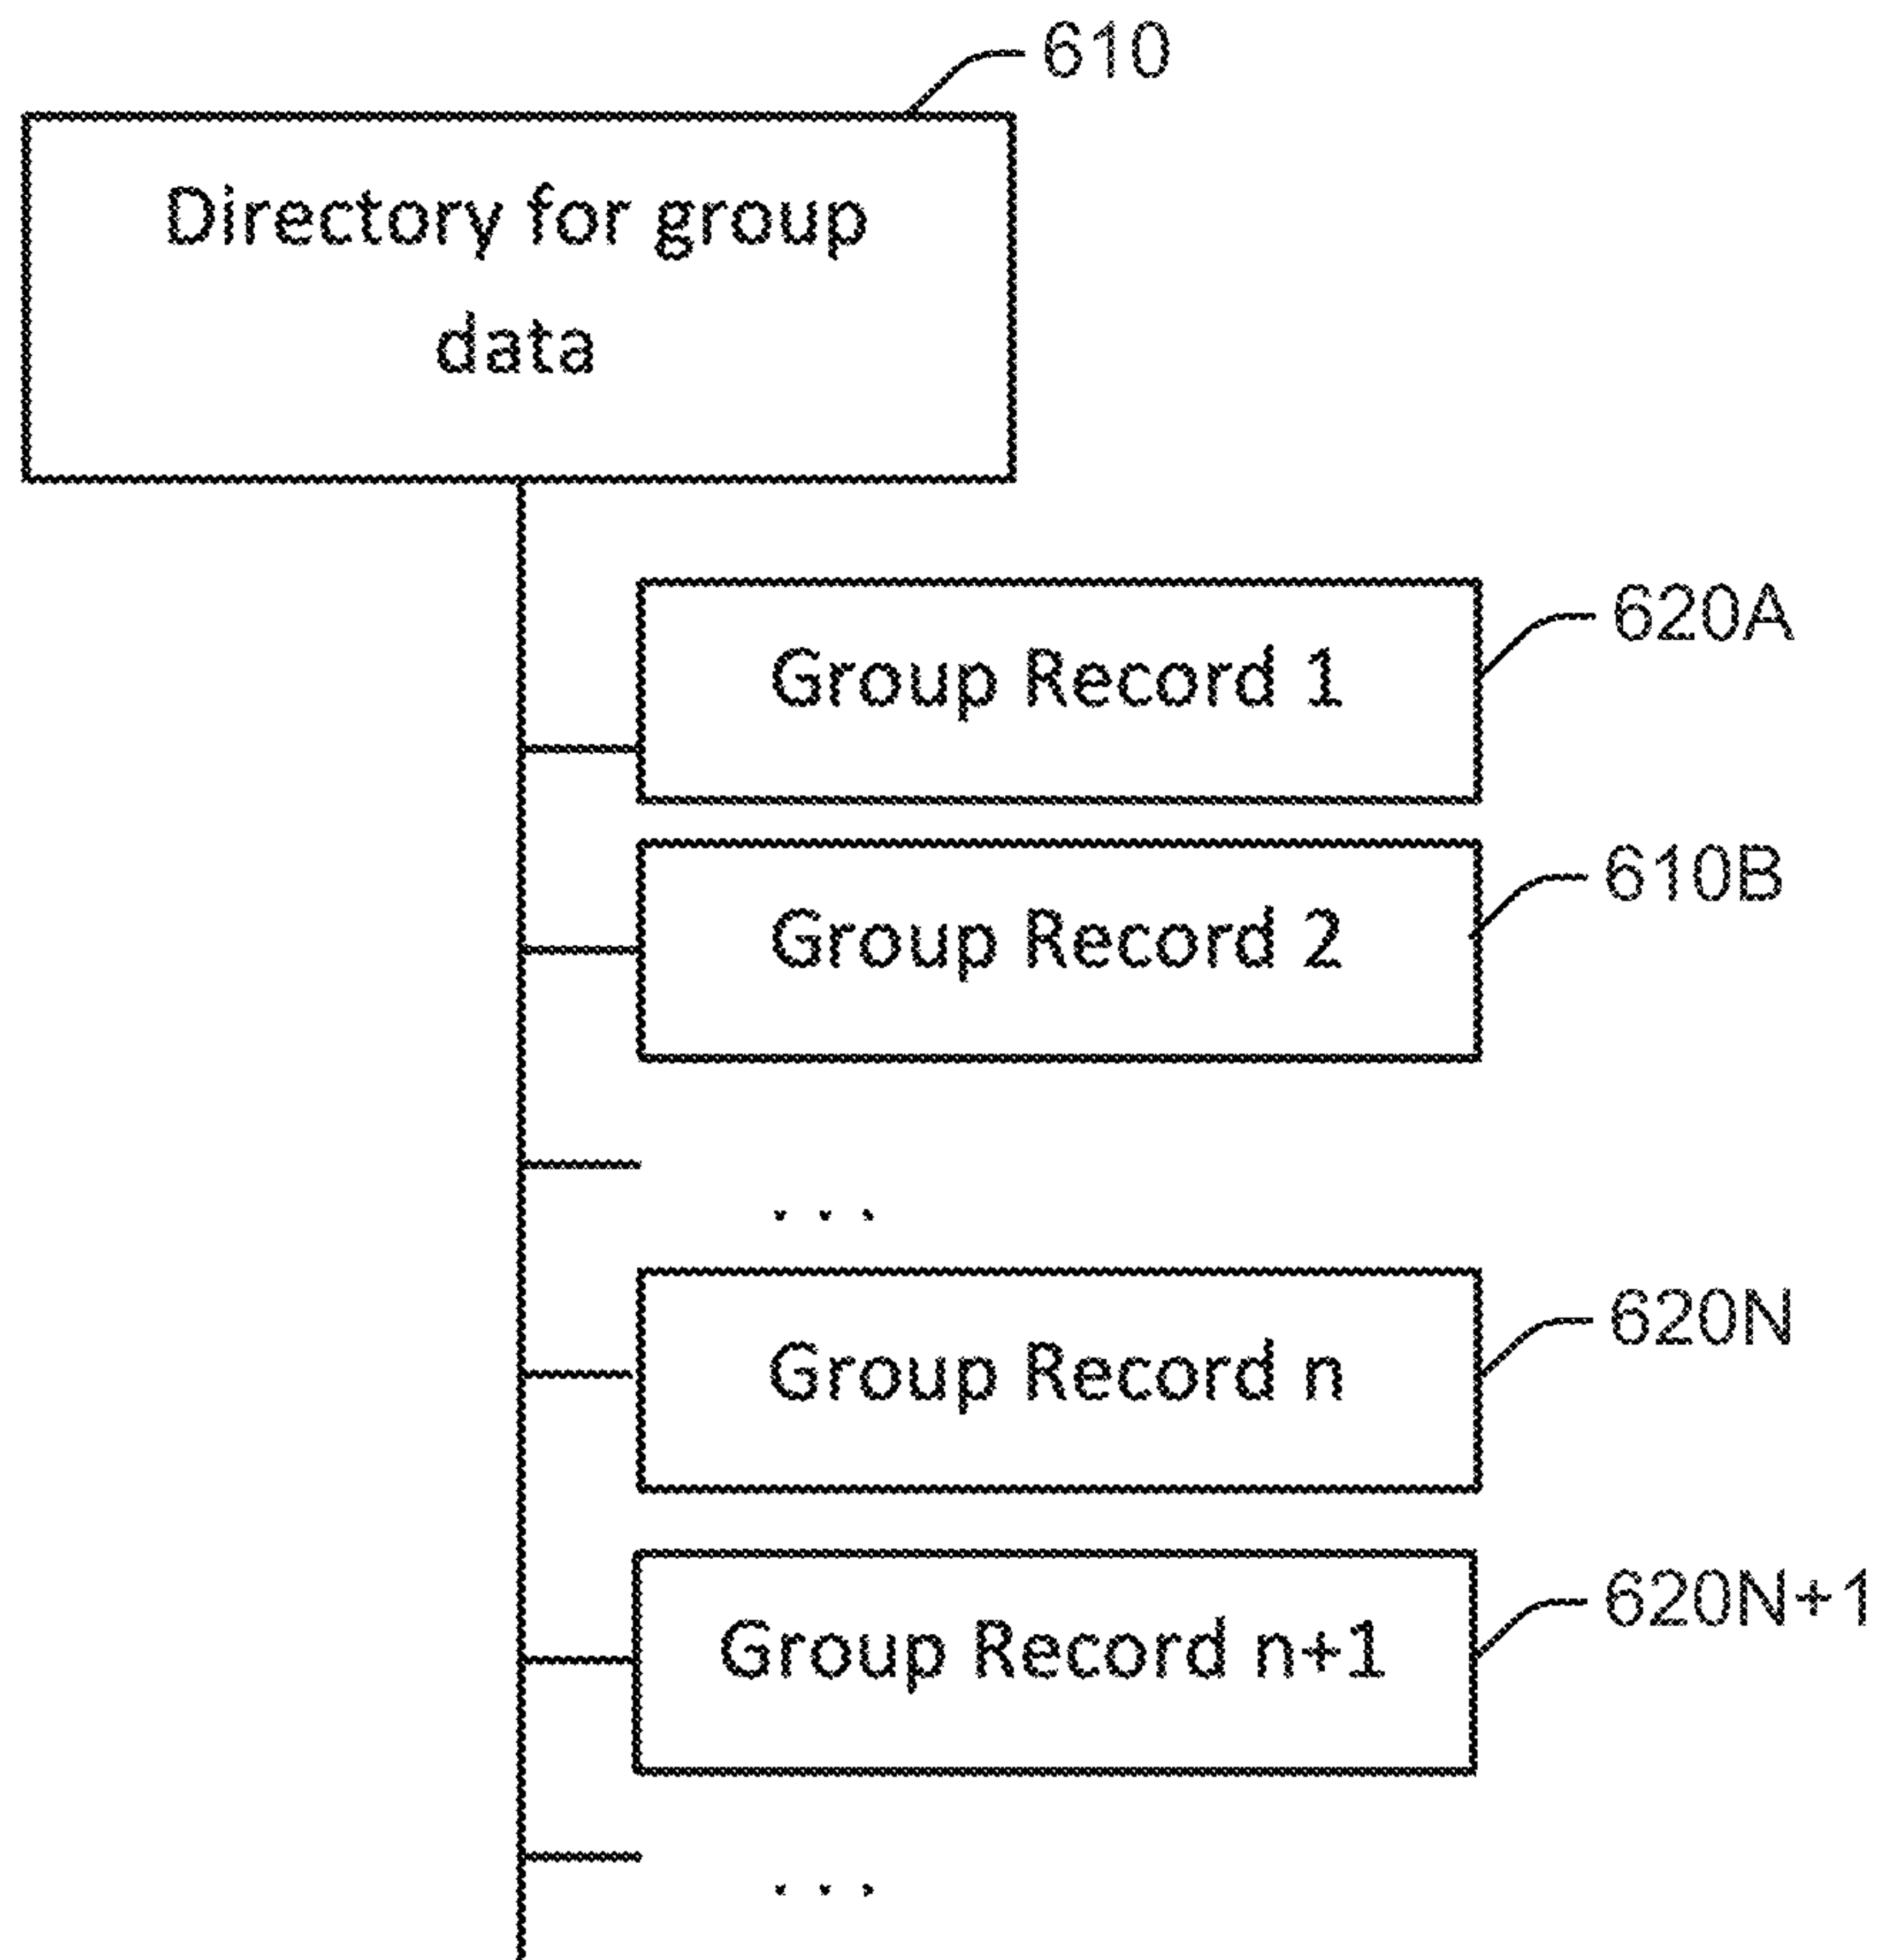 610
Directory for group
data
620A
Group Record 1
610B
Group Record 2
. . .
620N
Group Record n
620N+1
Group Record n+1
. . .